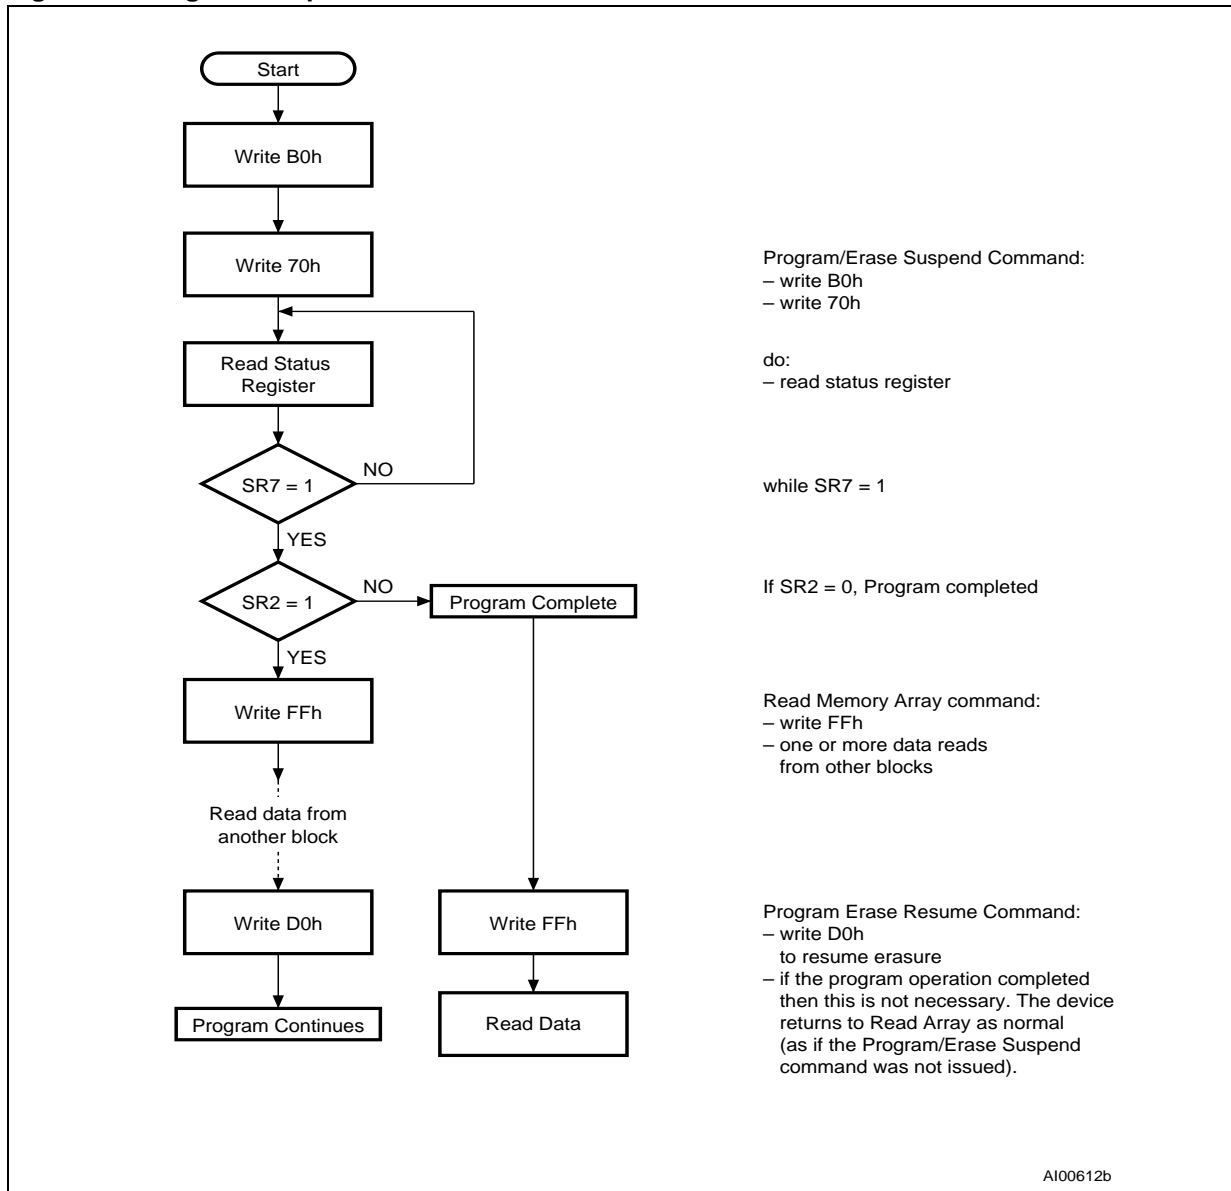 Start
Write B0h
Write 70h
Read Status
Register
NO
SR7 = 1
YES
NO
SR2 = 1
Program Complete
YES
Write FFh
Read data from
another block
Write D0h
Write FFh
Program Continues
Read Data
Program/Erase Suspend Command:
– write B0h
– write 70h
do:
– read status register
while SR7 = 1
If SR2 = 0, Program completed
Read Memory Array command:
– write FFh
– one or more data reads
from other blocks
Program Erase Resume Command:
– write D0h
to resume erasure
– if the program operation completed
then this is not necessary. The device
returns to Read Array as normal
(as if the Program/Erase Suspend
command was not issued).
AI00612b